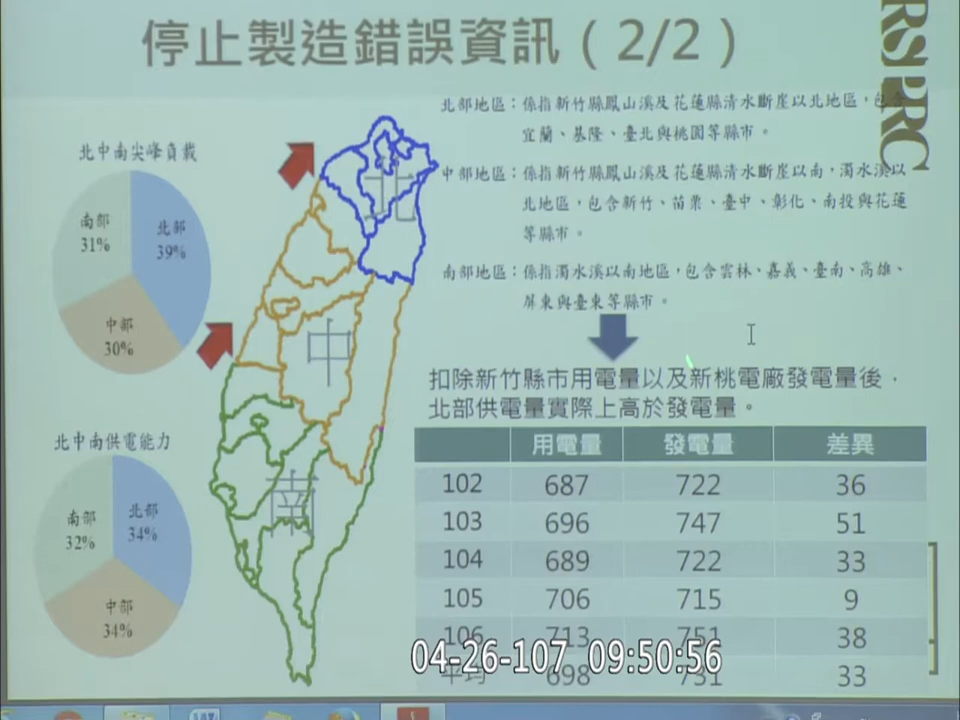 停止製造錯誤資訊（2/2）
RSPRC
北部地區：係指新竹縣鳳山溪及花蓮縣清水斷崖以北地區，包含
宜蘭、基隆、臺北與桃園等縣市。
中部地區：係指新竹縣鳳山溪及花蓮縣清水斷崖以南，濁水溪以
北地區，包含新竹、苗栗、臺中、彰化、南投與花蓮
等縣市。
南部地區：係指濁水溪以南地區，包含雲林、嘉義、臺南、高雄、
屏東與臺東等縣市。
北中南尖峰負載
南部
31%
北部
39%
中部
30%
北
中
南
扣除新竹縣市用電量以及新桃電廠發電量後，
北部供電量實際上高於發電量。
北中南供電能力
南部
32%
北部
34%
中部
34%
用電量 發電量 差異
102 687 722 36
103 696 747 51
104 689 722 33
105 706 715 9
106 713 751 38
平均 698 731 33
04-26-107 09:50:56